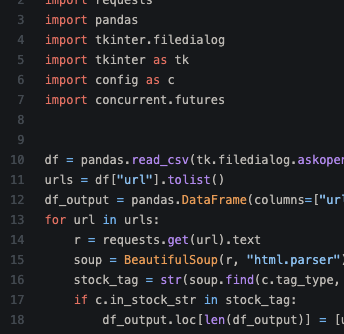 2 import requests
3 import pandas
4 import tkinter.filedialog
5 import tkinter as tk
6 import config as c
7 import concurrent.futures
8
9
10 df = pandas.read_csv(tk.filedialog.askoper
11 urls = df["url"].tolist()
12 df_output = pandas.DataFrame(columns=["url
13 for url in urls:
14 r = requests.get(url).text
15 soup = BeautifulSoup(r, "html.parser")
16 stock_tag = str(soup.find(c.tag_type,
17 if c.in_stock_str in stock_tag:
18 df_output.loc[len(df_output)] = [u